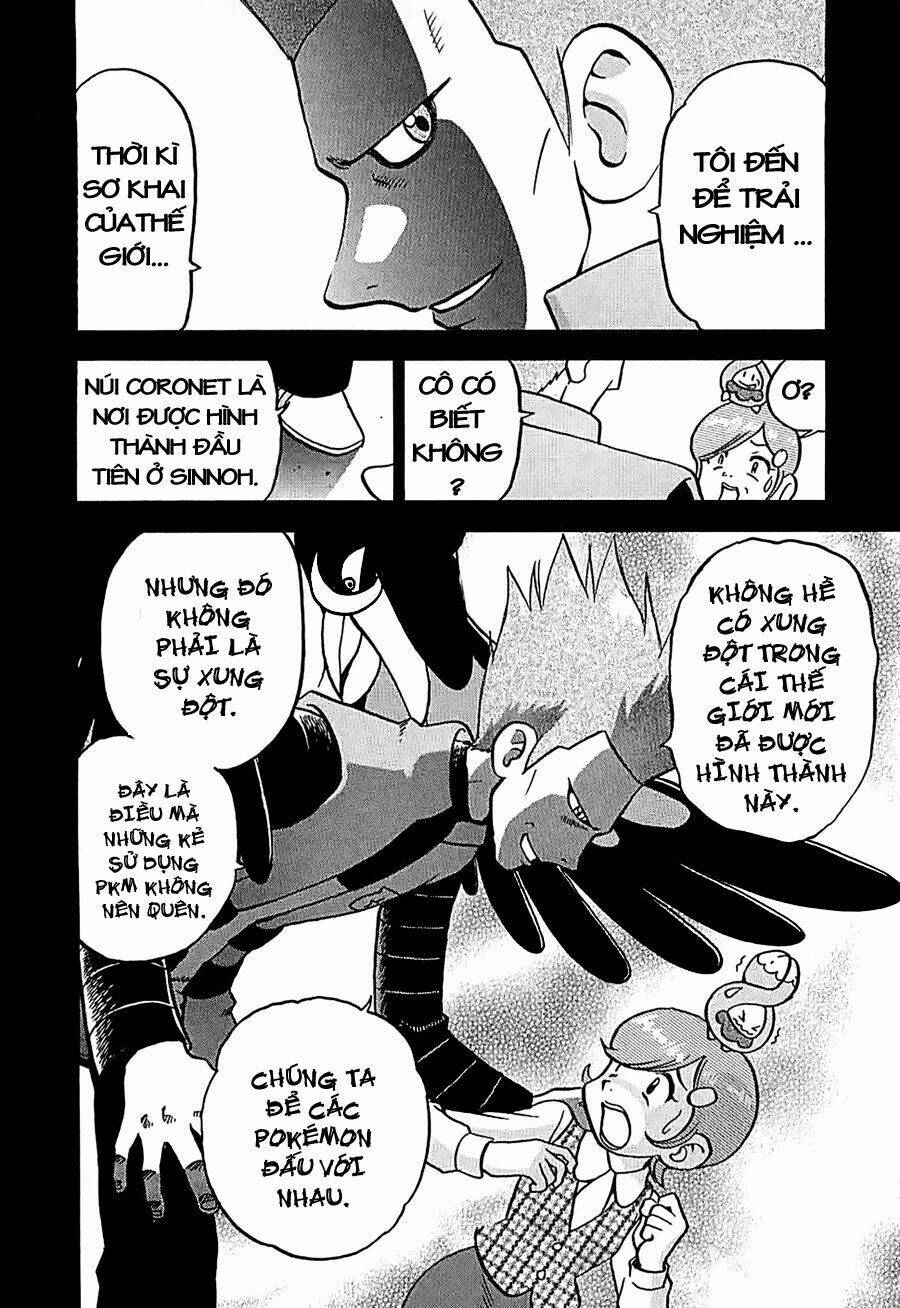 TÔI ĐẾN
ĐỂ TRẢI
NGHIỆM ...
THỜI KÌ
SƠ KHAI
CỦATHẾ
GIỚI...
Ơ?
CÔ CÓ
BIẾT
KHÔNG
?
NÚI CORONET LÀ
NƠI ĐƯỢC HÌNH
THÀNH ĐẦU
TIÊN Ở SINNOH.
KHÔNG HỀ
CÓ XUNG
ĐỘT TRONG
CÁI THẾ
GIỚI MỚI
ĐÃ ĐƯỢC
HÌNH THÀNH
NÀY.
NHƯNG ĐÓ
KHÔNG
PHẢI LÀ
SỰ XUNG
ĐỘT.
ĐÂY LÀ
ĐIỀU MÀ
NHỮNG KẺ
SỬ DỤNG
PKM KHÔNG
NÊN QUÊN.
CHÚNG TA
ĐỂ CÁC
POKÉMON
ĐẤU VỚI
NHAU.